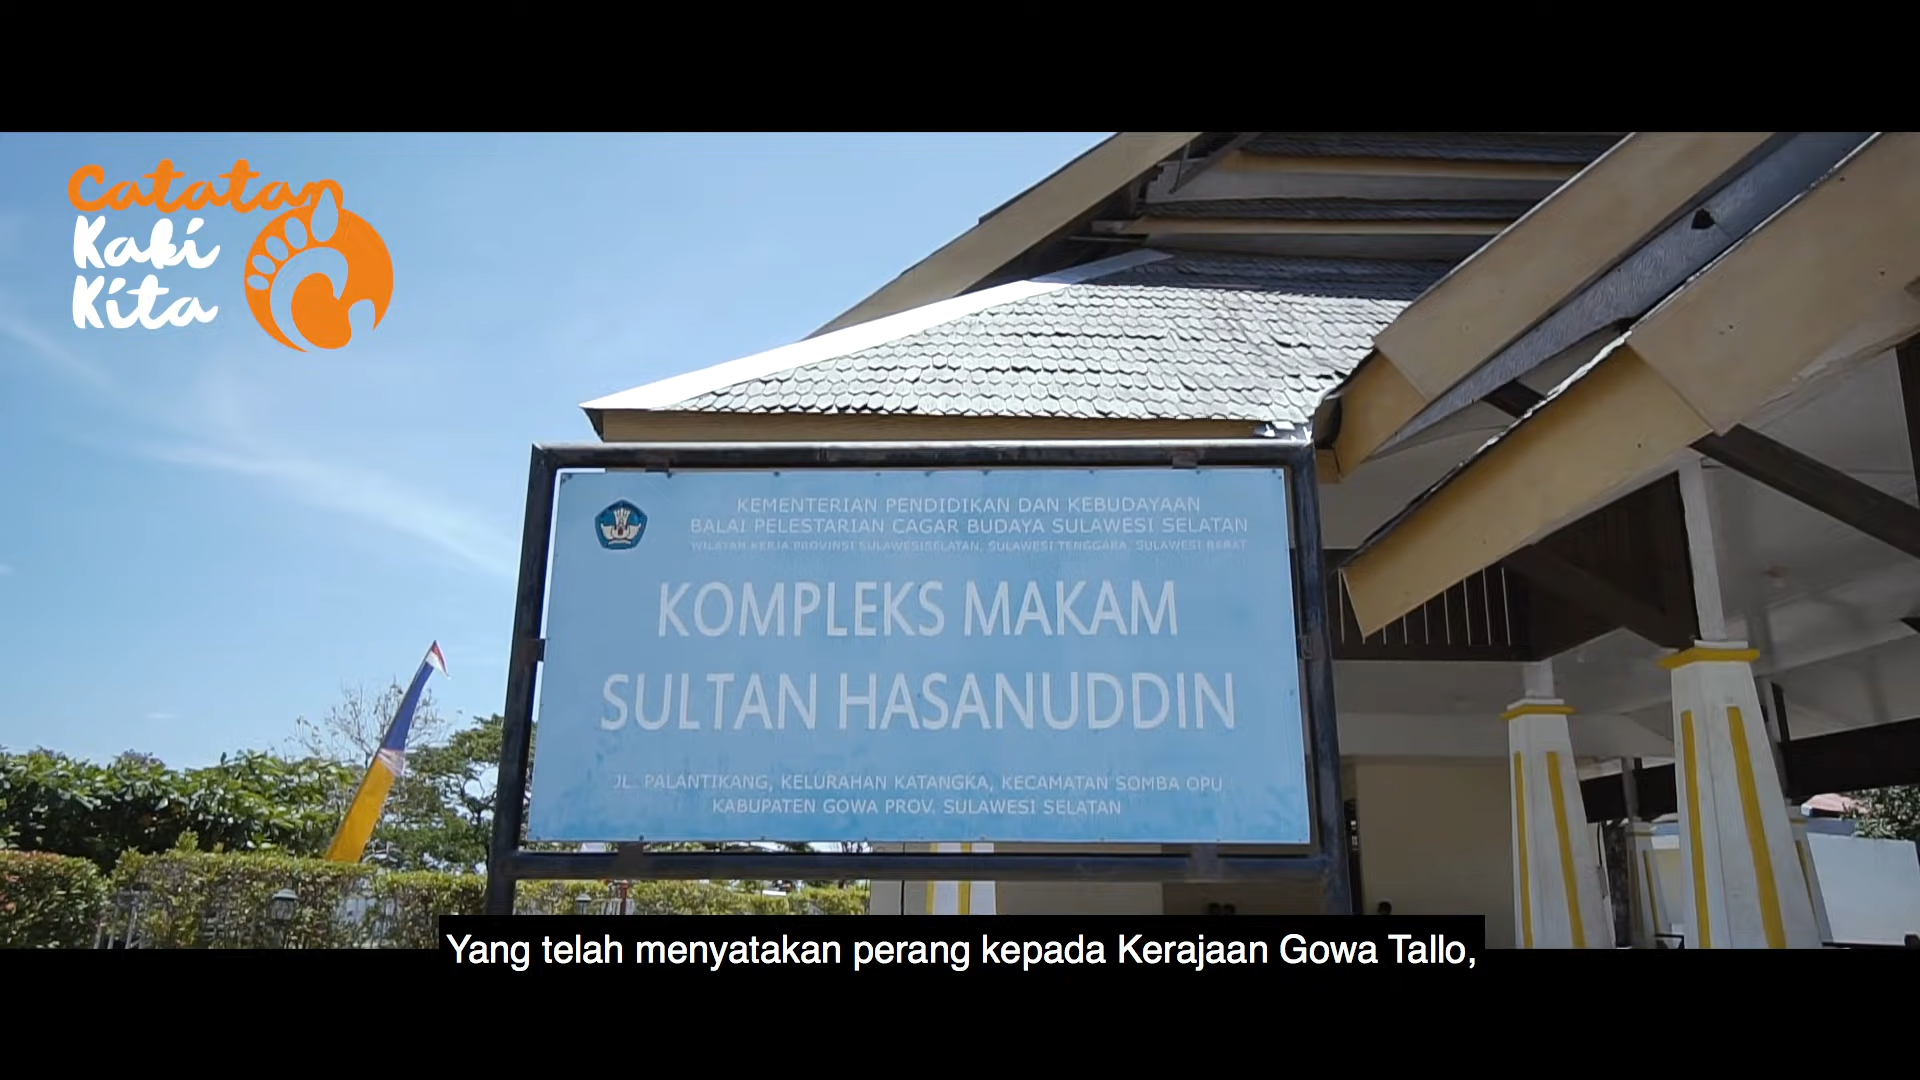 Catatan
Kaki
Kita
KEMENTERIAN PENDIDIKAN DAN KEBUDAYAAN
BALAI PELESTARIAN CAGAR BUDAYA SULAWESI SELATAN
WILAYAH KERJA PROVINSI SULAWESISELATAN, SULAWESI TENGGARA, SULAWESI BARAT
KOMPLEKS MAKAM
SULTAN HASANUDDIN
JL. PALANTIKANG, KELURAHAN KATANGKA, KECAMATAN SOMBA OPU
KABUPATEN GOWA PROV. SULAWESI SELATAN
Yang telah menyatakan perang kepada Kerajaan Gowa Tallo,